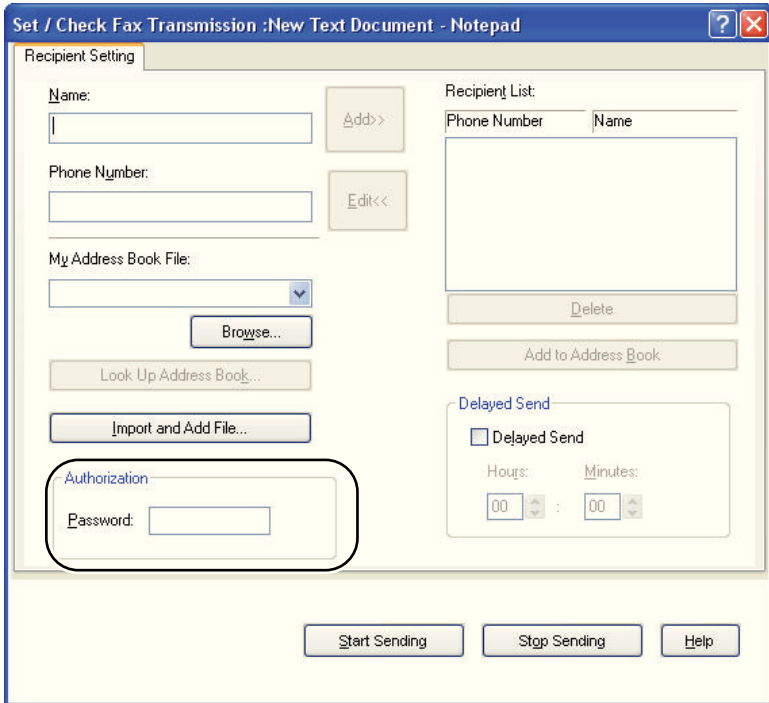 Set / Check Fax Transmission :New Text Document - Notepad
Recipient Setting
Name:
Add>>
Phone Number:
Edit<<
My Address Book File:
Browse...
Look Up Address Book...
Import and Add File...
Authorization
Password:
Recipient List:
Phone Number Name
Delete
Add to Address Book
Delayed Send
Delayed Send
Hours: Minutes:
00 : 00
Start Sending Stop Sending Help